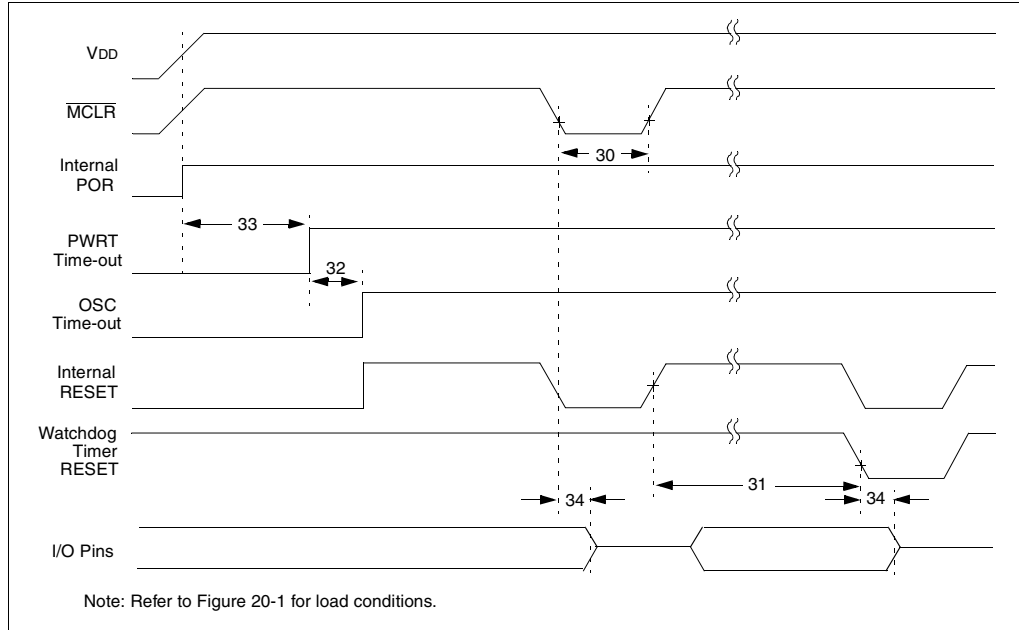 VDD
MCLR
30
Internal
POR
33
PWRT
Time-out
32
OSC
Time-out
Internal
RESET
Watchdog
Timer
RESET
31
34
34
I/O Pins
Note: Refer to Figure 20-1 for load conditions.